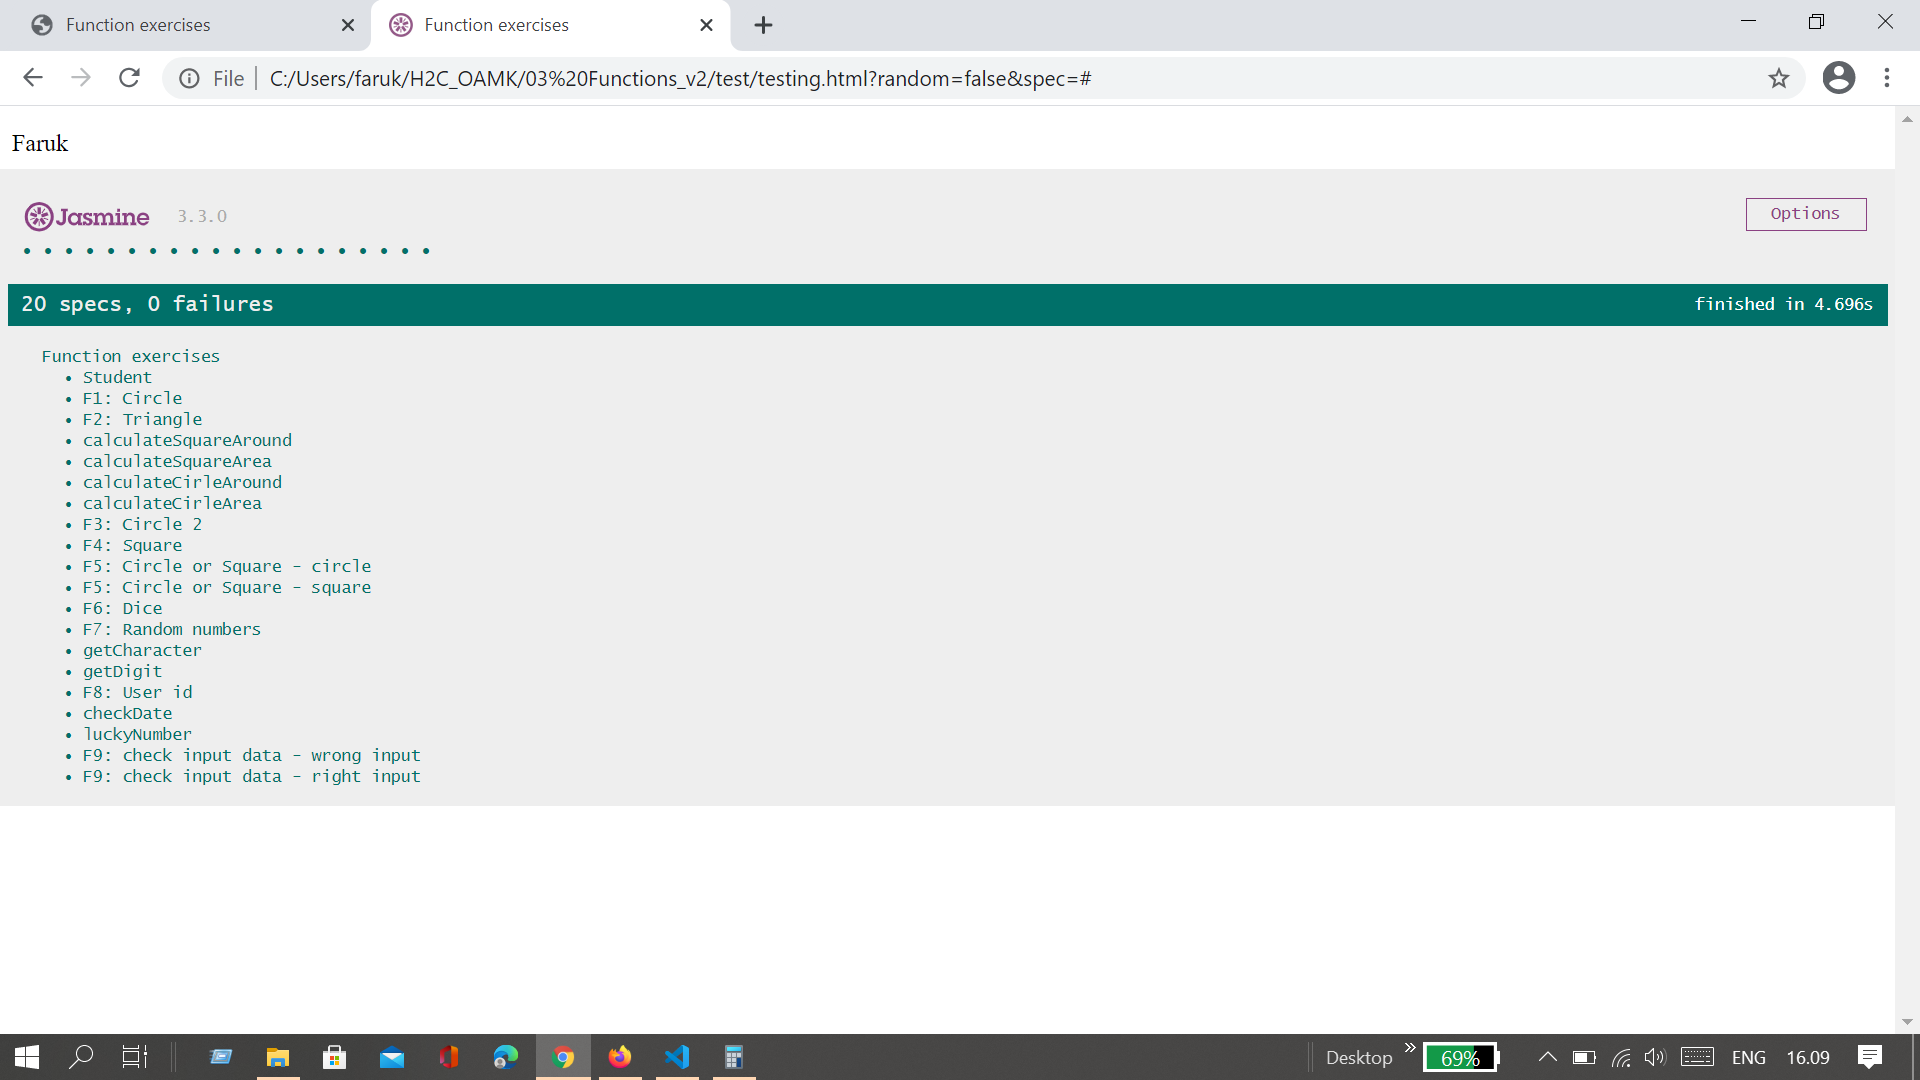 Function exercises
Function exercises
File
C:/Users/faruk/H2C_OAMK/03%20Functions_v2/test/testing.html?random=false&spec=#
Faruk
Jasmine 3.3.0
Options
20 specs, 0 failures
finished in 4.696s
Function exercises
• Student
• F1: Circle
• F2: Triangle
• calculateSquareAround
• calculateSquareArea
• calculateCirleAround
• calculateCirleArea
• F3: Circle 2
• F4: Square
• F5: Circle or Square - circle
• F5: Circle or Square - square
• F6: Dice
• F7: Random numbers
• getCharacter
• getDigit
• F8: User id
• checkDate
• luckyNumber
• F9: check input data - wrong input
• F9: check input data - right input
Desktop
69%
ENG
16.09